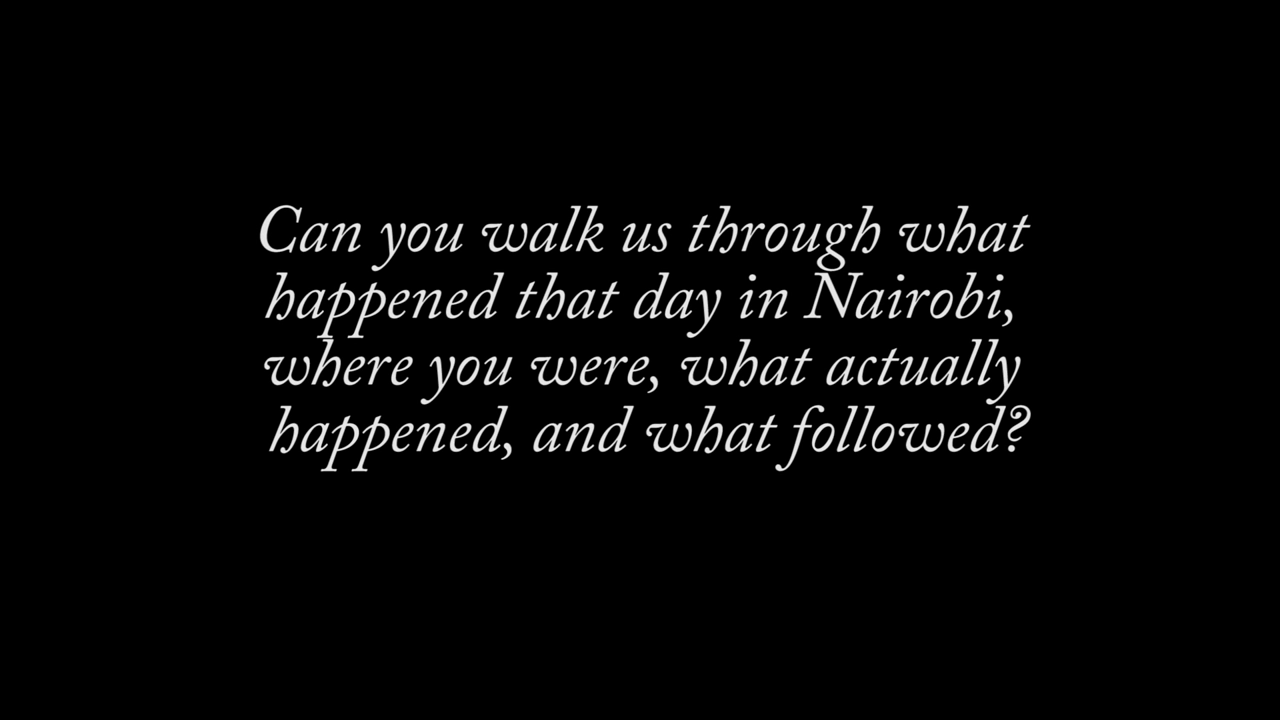 Can you walk us through what
happened that day in Nairobi,
where you were, what actually
happened, and what followed?